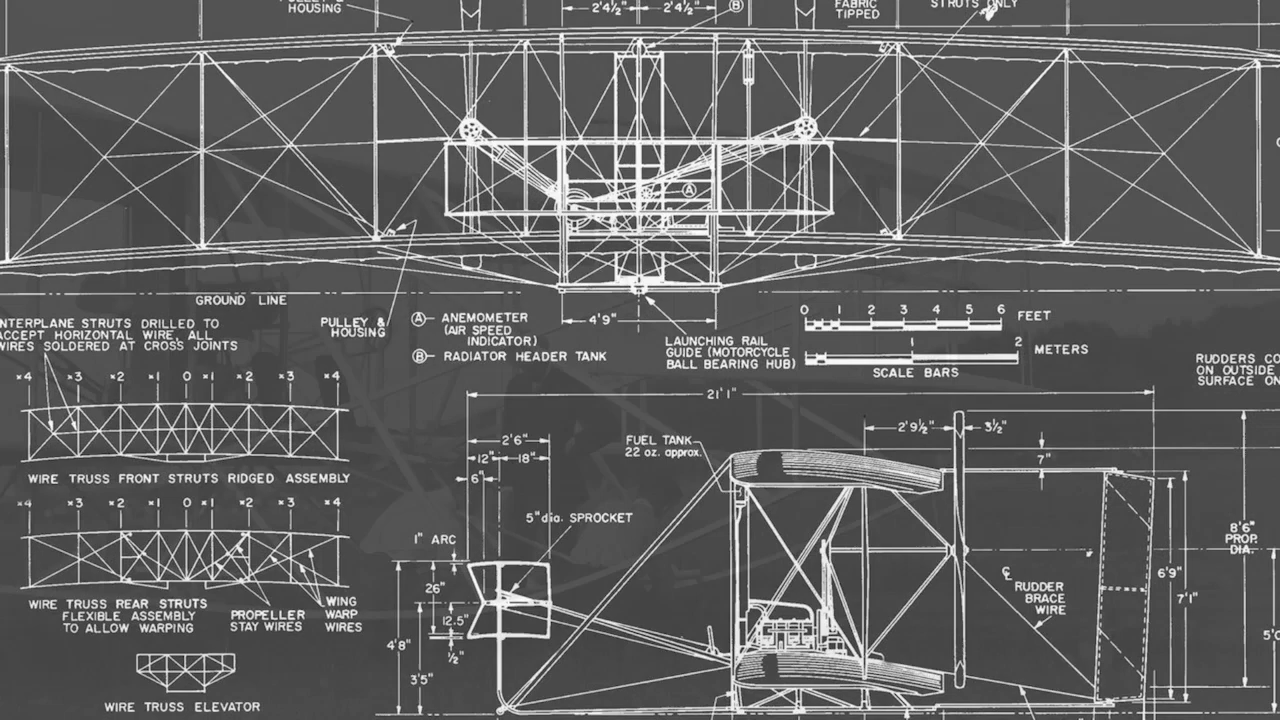 HOUSING
2'4½"
2'4½"
B
FABRIC
TIPPED
STRUTS ONLY
A
GROUND LINE
INTERPLANE STRUTS DRILLED TO
ACCEPT HORIZONTAL WIRE, ALL
WIRES SOLDERED AT CROSS JOINTS
PULLEY &
HOUSING
A ANEMOMETER
(AIR SPEED
INDICATOR)
B RADIATOR HEADER TANK
4'9"
LAUNCHING RAIL
GUIDE (MOTORCYCLE
BALL BEARING HUB)
0 1 2 3 4 5 6 FEET
1 2 METERS
SCALE BARS
RUDDERS CO
ON OUTSIDE
SURFACE ON
×4 ×3 ×2 ×1 0 ×1 ×2 ×3 ×4
WIRE TRUSS FRONT STRUTS RIDGED ASSEMBLY
×4 ×3 ×2 ×1 0 ×1 ×2 ×3 ×4
WIRE TRUSS REAR STRUTS
FLEXIBLE ASSEMBLY
TO ALLOW WARPING
PROPELLER
STAY WIRES
WING
WARP
WIRES
WIRE TRUSS ELEVATOR
21'1"
2'6"
12" 18"
6"
FUEL TANK
22 oz. approx.
2'9½" 3½"
7"
5" dia. SPROCKET
1" ARC
26"
12.5"
½"
4'8"
3'5"
8'6"
PROP.
DIA.
RUDDER
BRACE
WIRE
6'9"
7'1"